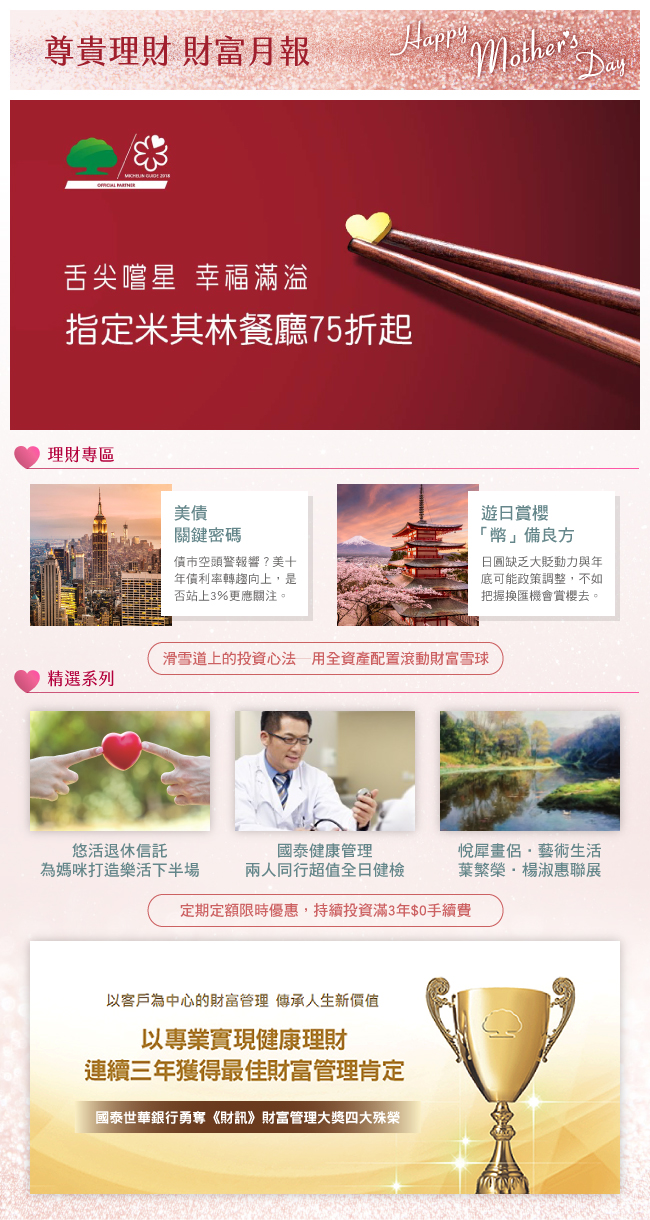 尊貴理財 財富月報
Happy
Mother's
Day
MICHELIN GUIDE 2018
OFFICIAL PARTNER
舌尖嚐星 幸福滿溢
指定米其林餐廳75折起
理財專區
美債
關鍵密碼
債市空頭警報響？美十
年債利率轉趨向上，是
否站上3%更應關注。
遊日賞櫻
「幣」備良方
日圓缺乏大貶動力與年
底可能政策調整，不如
把握換匯機會賞櫻去。
滑雪道上的投資心法—用全資產配置滾動財富雪球
精選系列
悠活退休信託
為媽咪打造樂活下半場
國泰健康管理
兩人同行超值全日健檢
悅犀畫侶．藝術生活
葉繁榮．楊淑惠聯展
定期定額限時優惠，持續投資滿3年$0手續費
以客戶為中心的財富管理 傳承人生新價值
以專業實現健康理財
連續三年獲得最佳財富管理肯定
國泰世華銀行勇奪《財訊》財富管理大獎四大殊榮